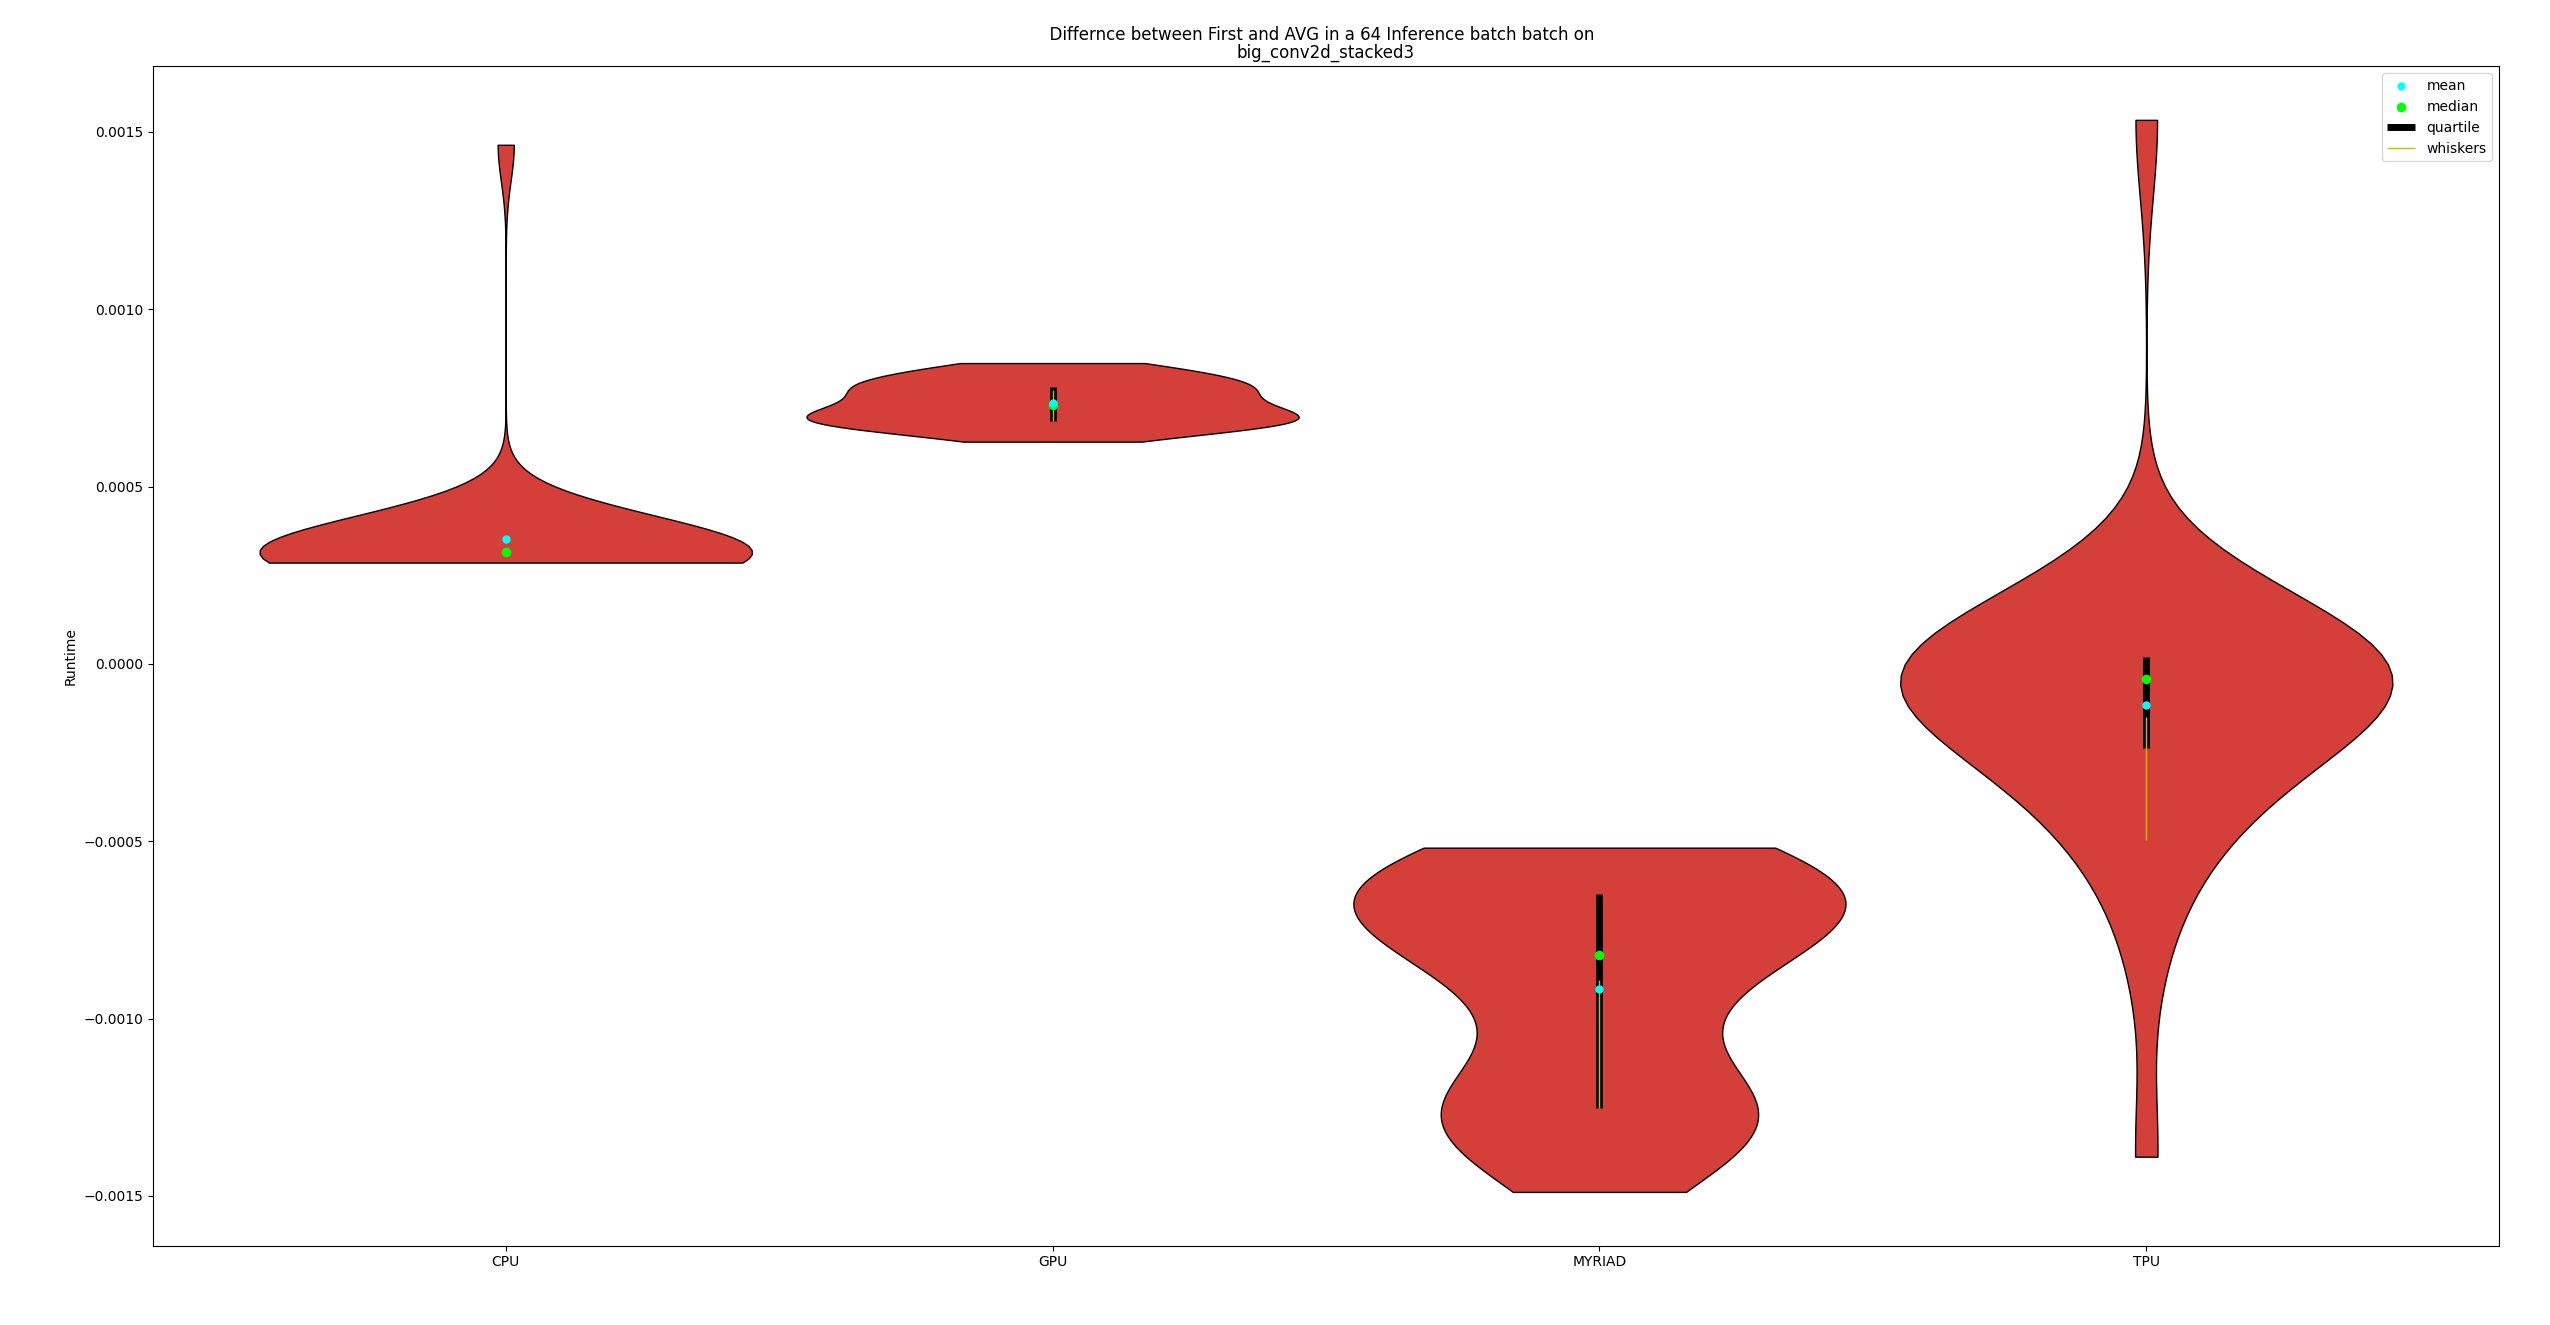 Differnce between First and AVG in a 64 Inference batch batch on
big_conv2d_stacked3
mean
median
quartile
whiskers
0.0015
0.0010
0.0005
0.0000
−0.0005
−0.0010
−0.0015
Runtime
CPU GPU MYRIAD TPU